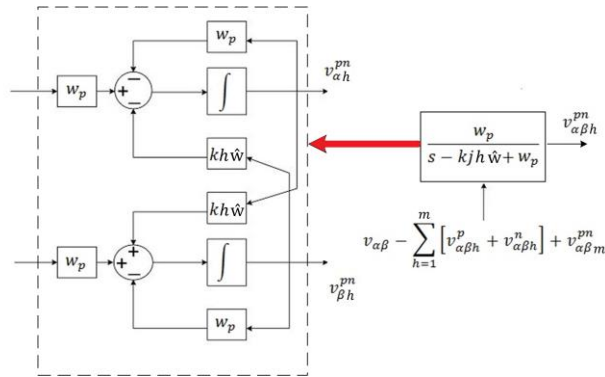 w_p
w_p
+
−
−
∫
v_{αh}^{pn}
khŵ
khŵ
w_p
+
+
−
∫
v_{βh}^{pn}
w_p
w_p
s − kjhŵ + w_p
v_{αβh}^{pn}
v_{αβ} − \sum_{h=1}^{m} [v_{αβh}^{p} + v_{αβh}^{n}] + v_{αβm}^{pn}